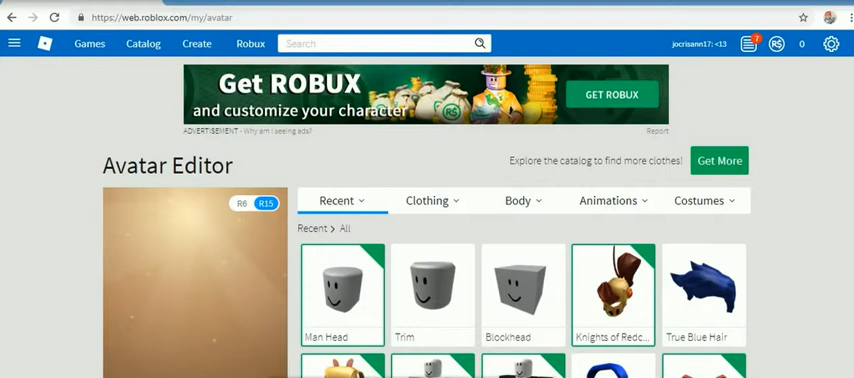 https://web.roblox.com/my/avatar
Games Catalog Create Robux Search jocrisann17: <13 7 R$ 0
Get ROBUX
and customize your character
GET ROBUX
ADVERTISEMENT - Why am I seeing ads? Report
Avatar Editor
Explore the catalog to find more clothes! Get More
R6 R15
Recent Clothing Body Animations Costumes
Recent > All
Man Head Trim Blockhead Knights of Redc... True Blue Hair